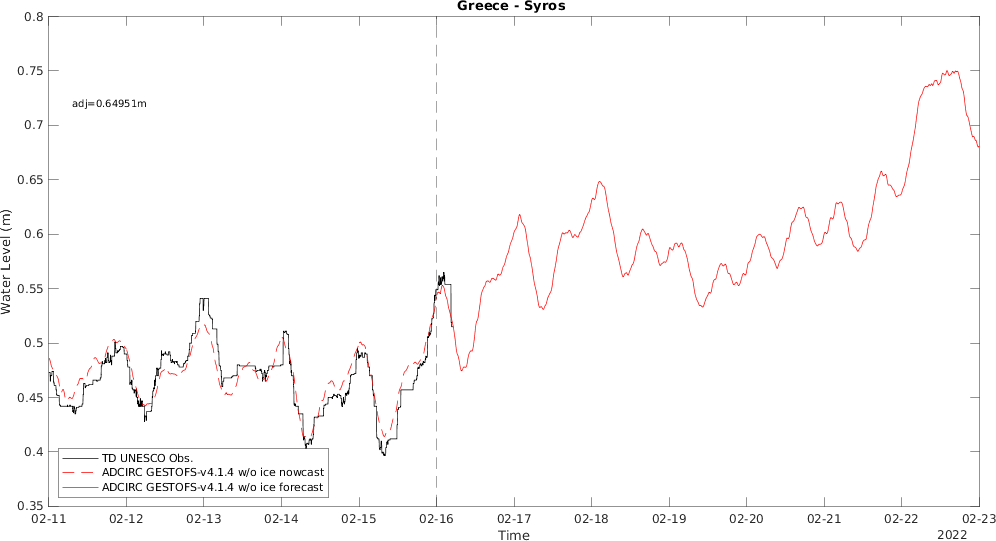 Greece - Syros
0.8
0.75
0.7
0.65
0.6
0.55
0.5
0.45
0.4
0.35
Water Level (m)
adj=0.64951m
TD UNESCO Obs.
ADCIRC GESTOFS-v4.1.4 w/o ice nowcast
ADCIRC GESTOFS-v4.1.4 w/o ice forecast
02-11 02-12 02-13 02-14 02-15 02-16 02-17 02-18 02-19 02-20 02-21 02-22 02-23
Time
2022